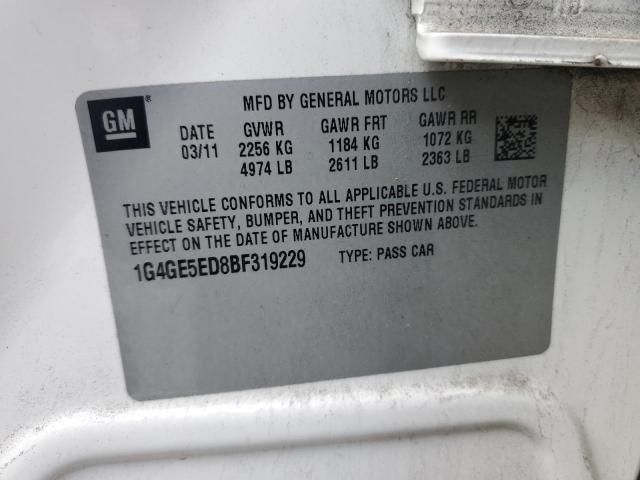 GM ®
MFD BY GENERAL MOTORS LLC
DATE GVWR GAWR FRT GAWR RR
03/11 2256 KG 1184 KG 1072 KG
4974 LB 2611 LB 2363 LB
THIS VEHICLE CONFORMS TO ALL APPLICABLE U.S. FEDERAL MOTOR
VEHICLE SAFETY, BUMPER, AND THEFT PREVENTION STANDARDS IN
EFFECT ON THE DATE OF MANUFACTURE SHOWN ABOVE.
1G4GE5ED8BF319229 TYPE: PASS CAR